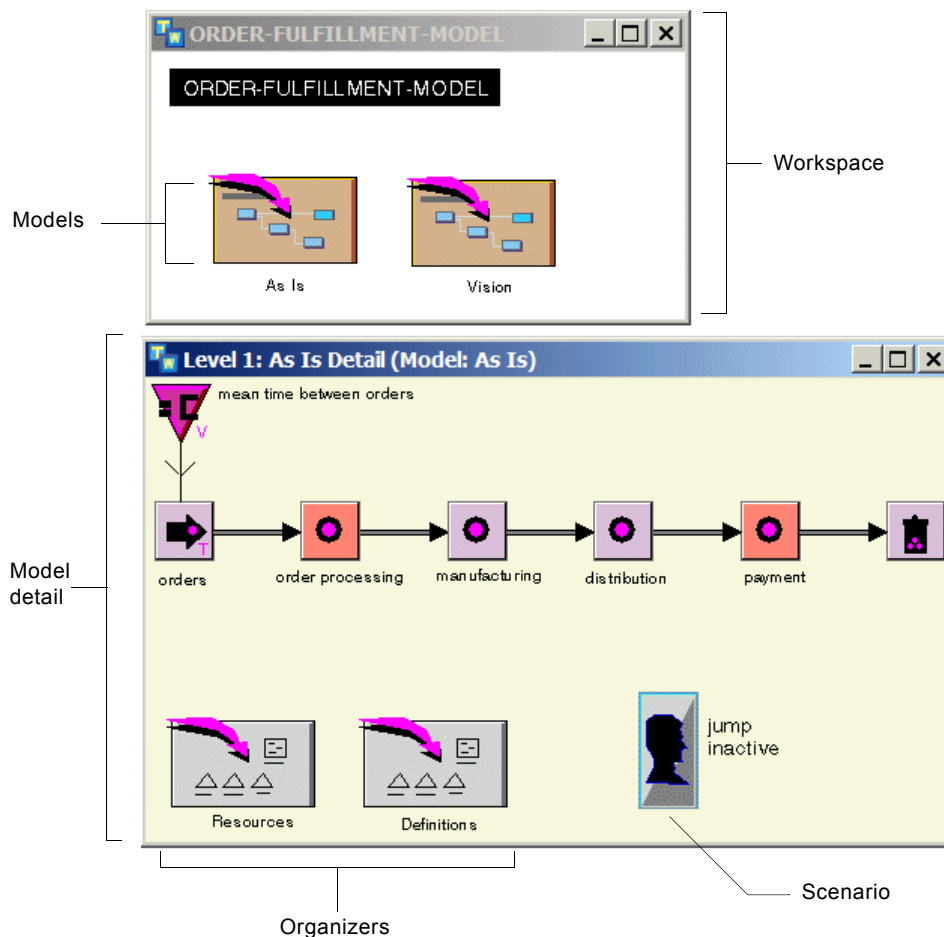 ORDER-FULFILLMENT-MODEL
ORDER-FULFILLMENT-MODEL
Workspace
Models
As Is
Vision
Level 1: As Is Detail (Model: As Is)
mean time between orders
V
T
orders
order processing
manufacturing
distribution
payment
Model
detail
jump
inactive
Resources
Definitions
Scenario
Organizers